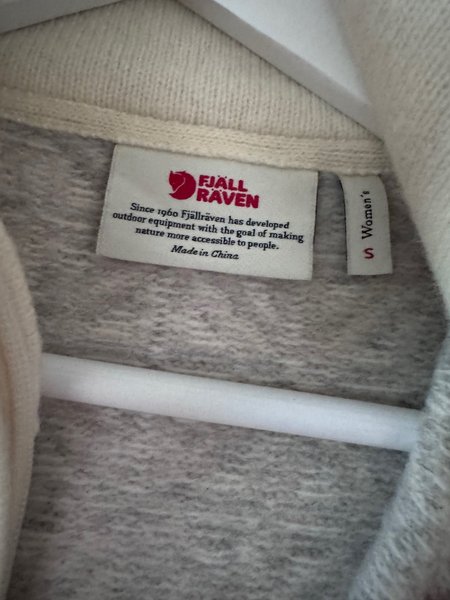 FJÄLL
RÄVEN
Since 1960 Fjällräven has developed
outdoor equipment with the goal of making
nature more accessible to people.
Made in China
Women's
S